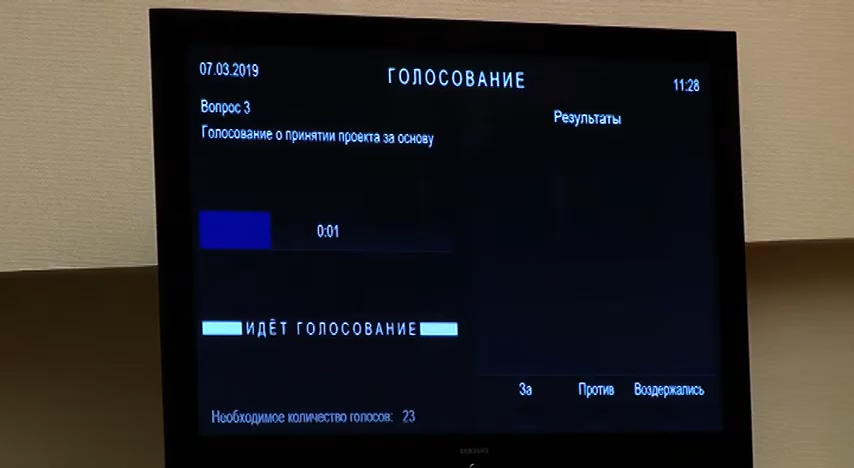 07.03.2019
ГОЛОСОВАНИЕ
11:28
Вопрос 3
Результаты
Голосование о принятии проекта за основу
0:01
ИДЁТ ГОЛОСОВАНИЕ
За Против Воздержались
Необходимое количество голосов: 23
SAMSUNG